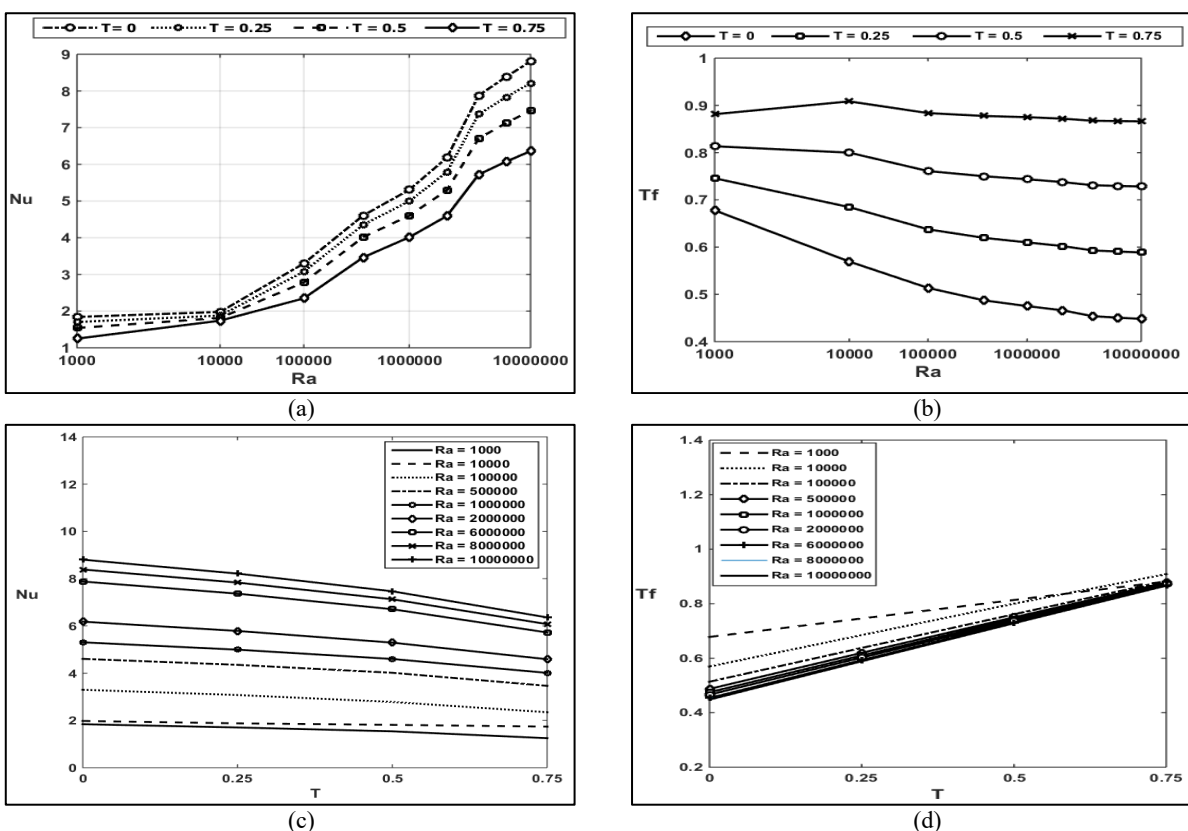 T= 0 T = 0.25 T = 0.5 T = 0.75
9
8
7
6
5
4
3
2
1
Nu
1000 10000 100000 1000000 10000000
Ra
(a)
T = 0 T = 0.25 T = 0.5 T = 0.75
1
0.9
0.8
0.7
0.6
0.5
0.4
Tf
1000 10000 100000 1000000 10000000
Ra
(b)
14
12
10
8
6
4
2
0
Nu
Ra = 1000
Ra = 10000
Ra = 100000
Ra = 500000
Ra = 1000000
Ra = 2000000
Ra = 6000000
Ra = 8000000
Ra = 10000000
0 0.25 0.5 0.75
T
(c)
1.4
1.2
1
0.8
0.6
0.4
0.2
Tf
Ra = 1000
Ra = 10000
Ra = 100000
Ra = 500000
Ra = 1000000
Ra = 2000000
Ra = 6000000
Ra = 8000000
Ra = 10000000
0 0.25 0.5 0.75
T
(d)